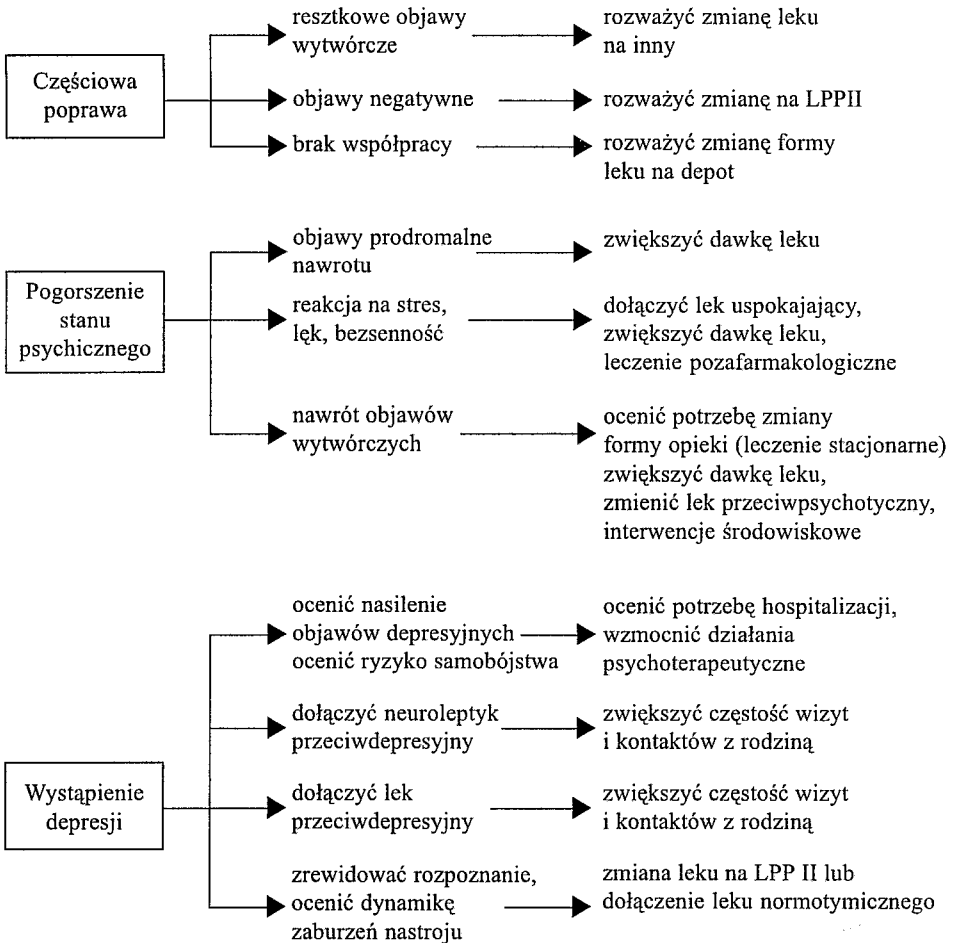 resztkowe objawy
wytwórcze
rozważyć zmianę leku
na inny
Częściowa
poprawa
objawy negatywne
rozważyć zmianę na LPPII
brak współpracy
rozważyć zmianę formy
leku na depot
objawy prodromalne
nawrotu
zwiększyć dawkę leku
Pogorszenie
stanu
psychicznego
reakcja na stres,
lęk, bezsenność
dołączyć lek uspokajający,
zwiększyć dawkę leku,
leczenie pozafarmakologiczne
nawrót objawów
wytwórczych
ocenić potrzebę zmiany
formy opieki (leczenie stacjonarne)
zwiększyć dawkę leku,
zmienić lek przeciwpsychotyczny,
interwencje środowiskowe
ocenić nasilenie
objawów depresyjnych
ocenić ryzyko samobójstwa
ocenić potrzebę hospitalizacji,
wzmocnić działania
psychoterapeutyczne
dołączyć neuroleptyk
przeciwdepresyjny
zwiększyć częstość wizyt
i kontaktów z rodziną
Wystąpienie
depresji
dołączyć lek
przeciwdepresyjny
zwiększyć częstość wizyt
i kontaktów z rodziną
zrewidować rozpoznanie,
ocenić dynamikę
zaburzeń nastroju
zmiana leku na LPP II lub
dołączenie leku normotymicznego